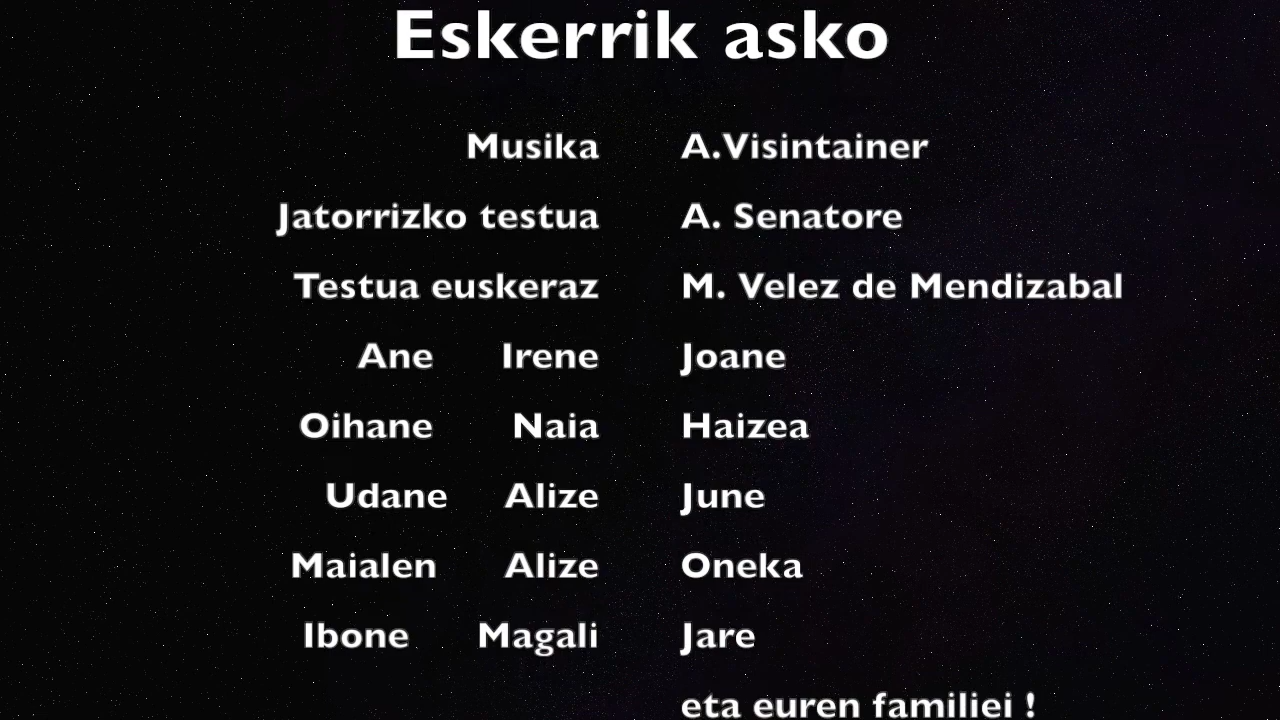 Eskerrik asko
Musika A.Visintainer
Jatorrizko testua A. Senatore
Testua euskeraz M. Velez de Mendizabal
Ane Irene Joane
Oihane Naia Haizea
Udane Alize June
Maialen Alize Oneka
Ibone Magali Jare
eta euren familiei !